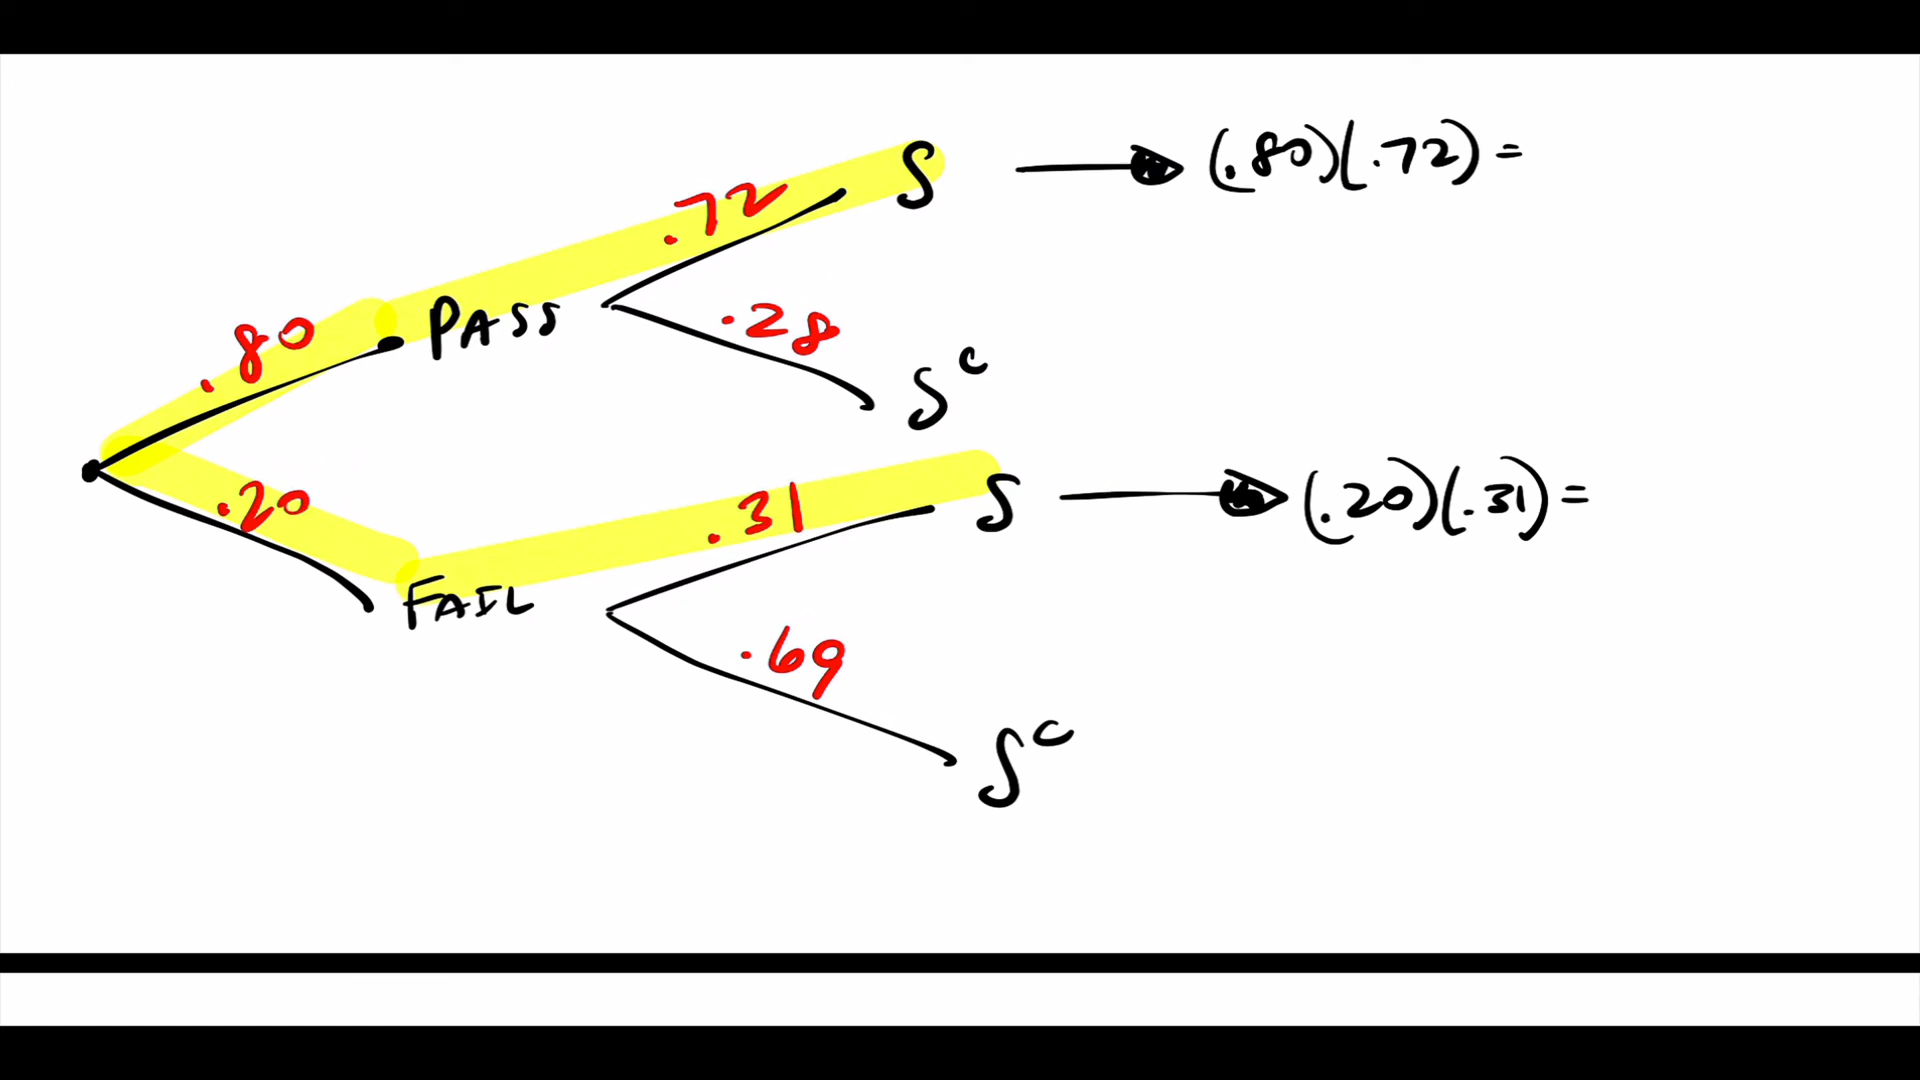 .72 S (.80)(.72) =
.80 PASS .28
S^c
.20 FAIL .31 S (.20)(.31) =
.69
S^c